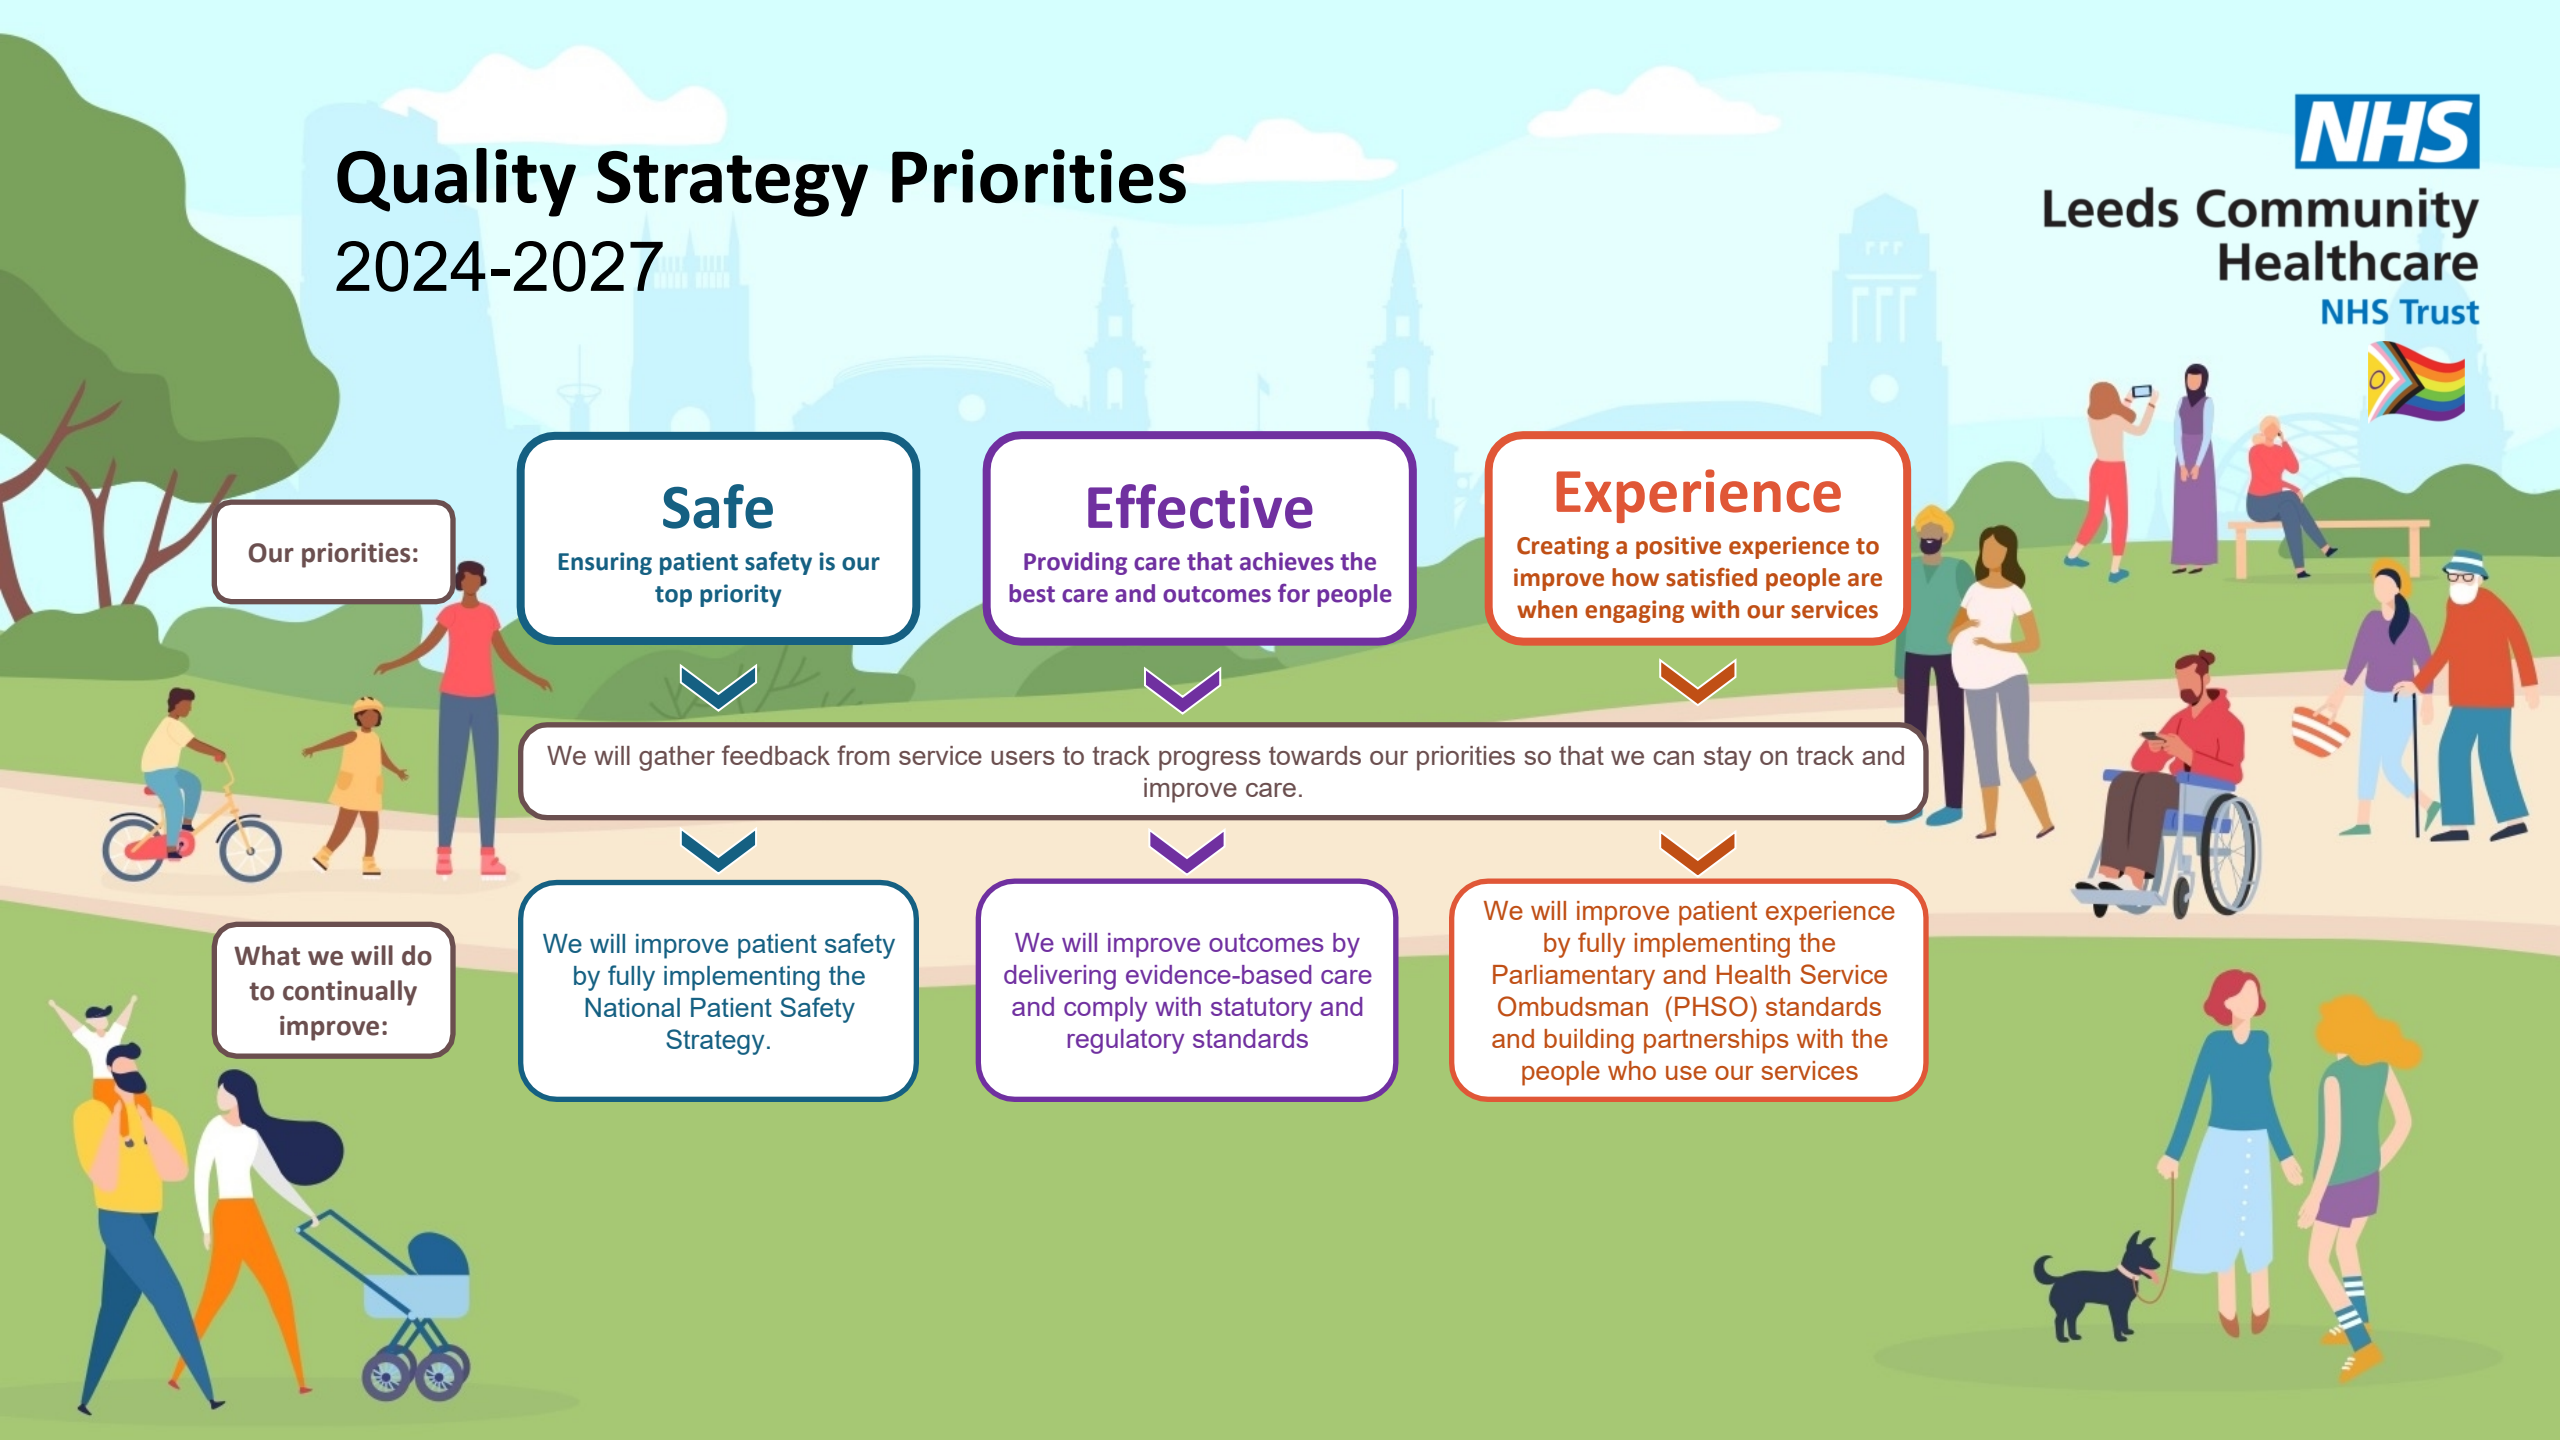 Quality Strategy Priorities
2024-2027
NHS
Leeds Community
Healthcare
NHS Trust
Our priorities:
Safe
Ensuring patient safety is our
top priority
Effective
Providing care that achieves the
best care and outcomes for people
Experience
Creating a positive experience to
improve how satisfied people are
when engaging with our services
We will gather feedback from service users to track progress towards our priorities so that we can stay on track and
improve care.
What we will do
to continually
improve:
We will improve patient safety
by fully implementing the
National Patient Safety
Strategy.
We will improve outcomes by
delivering evidence-based care
and comply with statutory and
regulatory standards
We will improve patient experience
by fully implementing the
Parliamentary and Health Service
Ombudsman  (PHSO) standards
and building partnerships with the
people who use our services